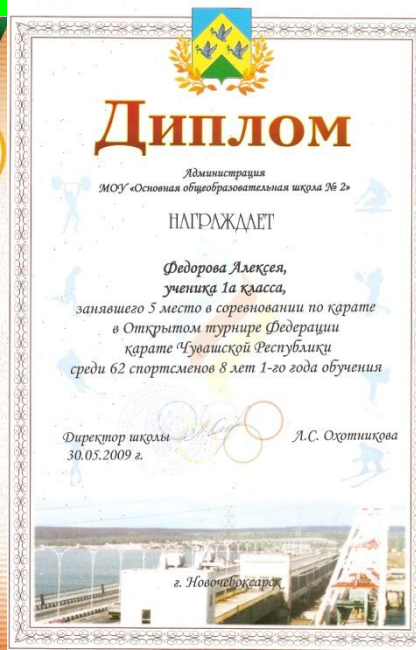 Диплом
Администрация
МОУ «Основная общеобразовательная школа № 2»
НАГРАЖДАЕТ
Федорова Алексея,
ученика 1а класса,
занявшего 5 место в соревновании по карате
в Открытом турнире Федерации
карате Чувашской Республики
среди 62 спортсменов 8 лет 1-го года обучения
Директор школы Л.С. Охотникова
30.05.2009 г.
г. Новочебоксарск